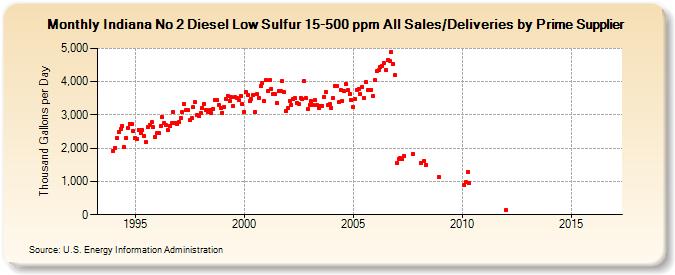 Monthly Indiana No 2 Diesel Low Sulfur 15-500 ppm All Sales/Deliveries by Prime Supplier
Thousand Gallons per Day
5,000
4,000
3,000
2,000
1,000
0
1995 2000 2005 2010 2015
Source: U.S. Energy Information Administration